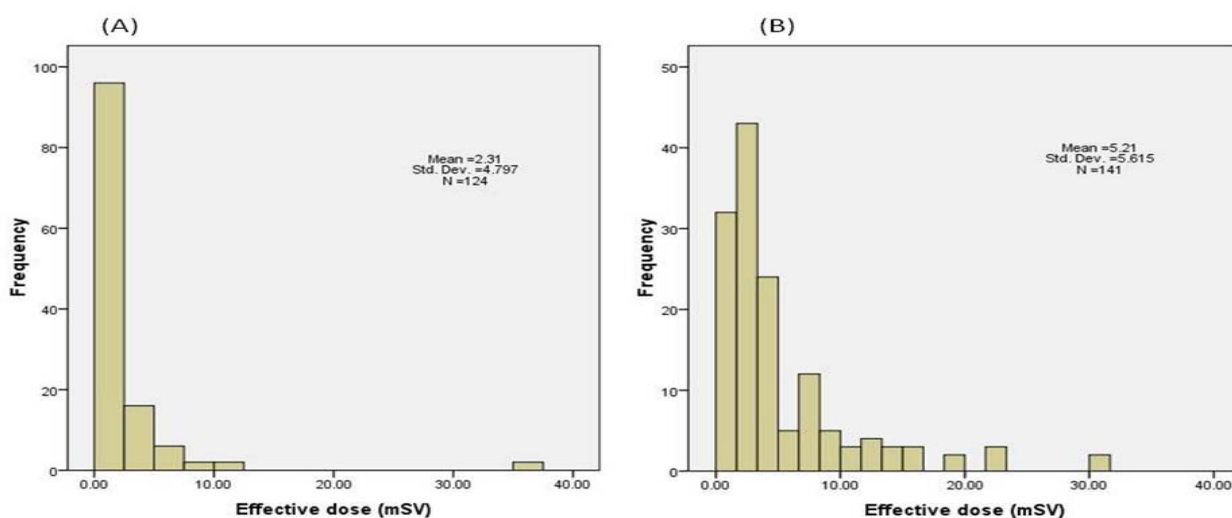 (A)
100
80
60
40
20
0
Frequency
Mean =2.31
Std. Dev. =4.797
N =124
0.00 10.00 20.00 30.00 40.00
Effective dose (mSV)
(B)
50
40
30
20
10
0
Frequency
Mean =5.21
Std. Dev. =5.615
N =141
0.00 10.00 20.00 30.00 40.00
Effective dose (mSV)